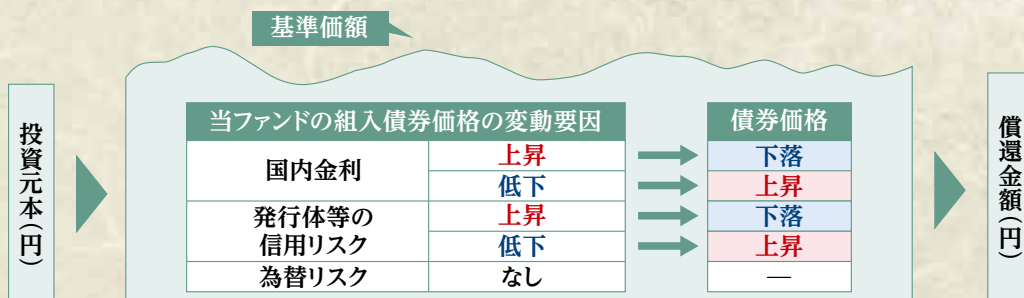 基準価額
投資元本(円)
当ファンドの組入債券価格の変動要因
債券価格
国内金利
上昇
下落
低下
上昇
発行体等の
信用リスク
上昇
下落
低下
上昇
為替リスク
なし
―
償還金額(円)